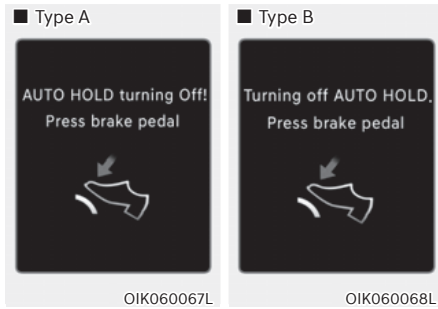 ■ Type A
AUTO HOLD turning Off!
Press brake pedal
OIK060067L
■ Type B
Turning off AUTO HOLD.
Press brake pedal
OIK060068L